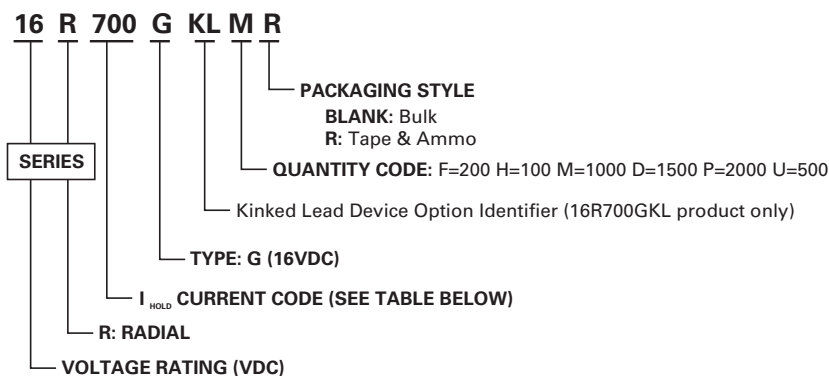 16 R 700 G KL M R
PACKAGING STYLE
BLANK: Bulk
R: Tape & Ammo
SERIES
QUANTITY CODE: F=200 H=100 M=1000 D=1500 P=2000 U=500
Kinked Lead Device Option Identifier (16R700GKL product only)
TYPE: G (16VDC)
I HOLD CURRENT CODE (SEE TABLE BELOW)
R: RADIAL
VOLTAGE RATING (VDC)